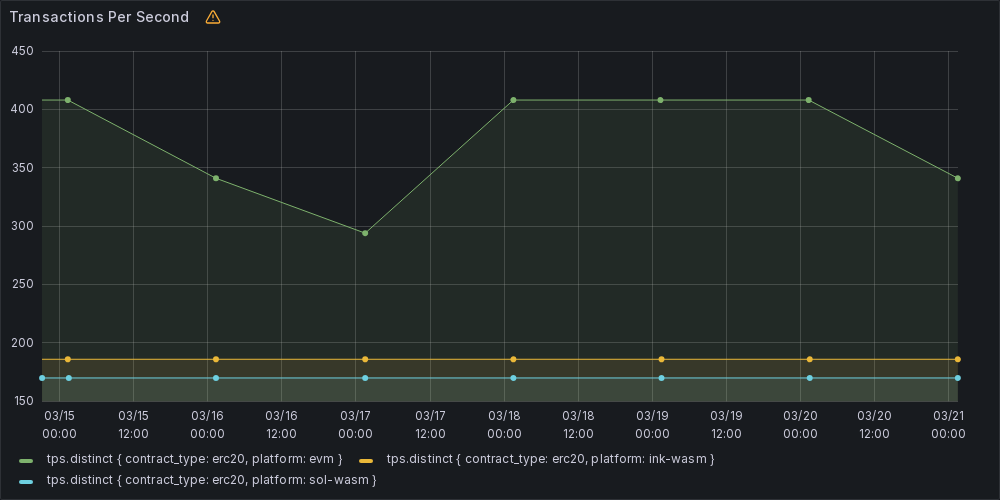 Transactions Per Second
450
400
350
300
250
200
150
03/15 03/15 03/16 03/16 03/17 03/17 03/18 03/18 03/19 03/19 03/20 03/20 03/21
00:00 12:00 00:00 12:00 00:00 12:00 00:00 12:00 00:00 12:00 00:00 12:00 00:00
tps.distinct { contract_type: erc20, platform: evm } tps.distinct { contract_type: erc20, platform: ink-wasm }
tps.distinct { contract_type: erc20, platform: sol-wasm }